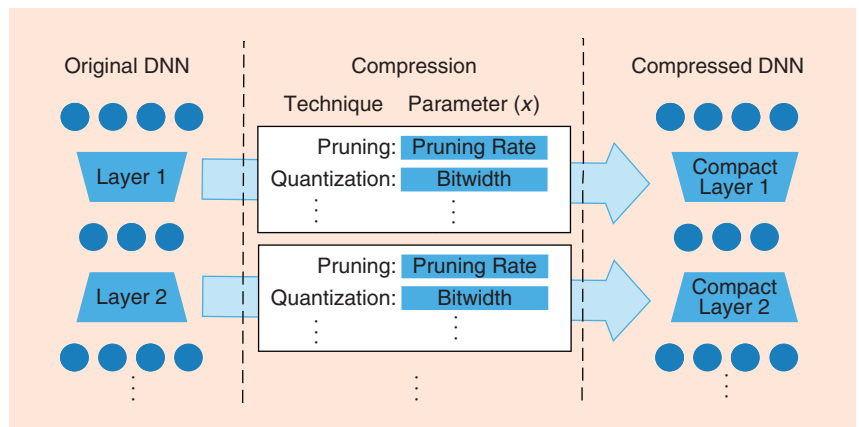 Original DNN
Compression
Compressed DNN
Technique
Parameter (x)
Layer 1
Pruning: Pruning Rate
Quantization: Bitwidth
Compact
Layer 1
Layer 2
Pruning: Pruning Rate
Quantization: Bitwidth
Compact
Layer 2